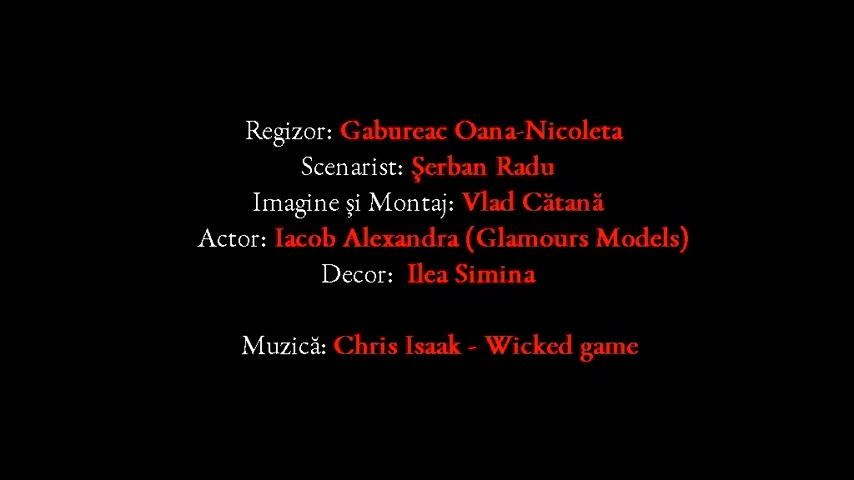 Regizor: Gabureac Oana-Nicoleta
Scenarist: Şerban Radu
Imagine şi Montaj: Vlad Cătană
Actor: Iacob Alexandra (Glamours Models)
Decor: Ilea Simina
Muzică: Chris Isaak - Wicked game